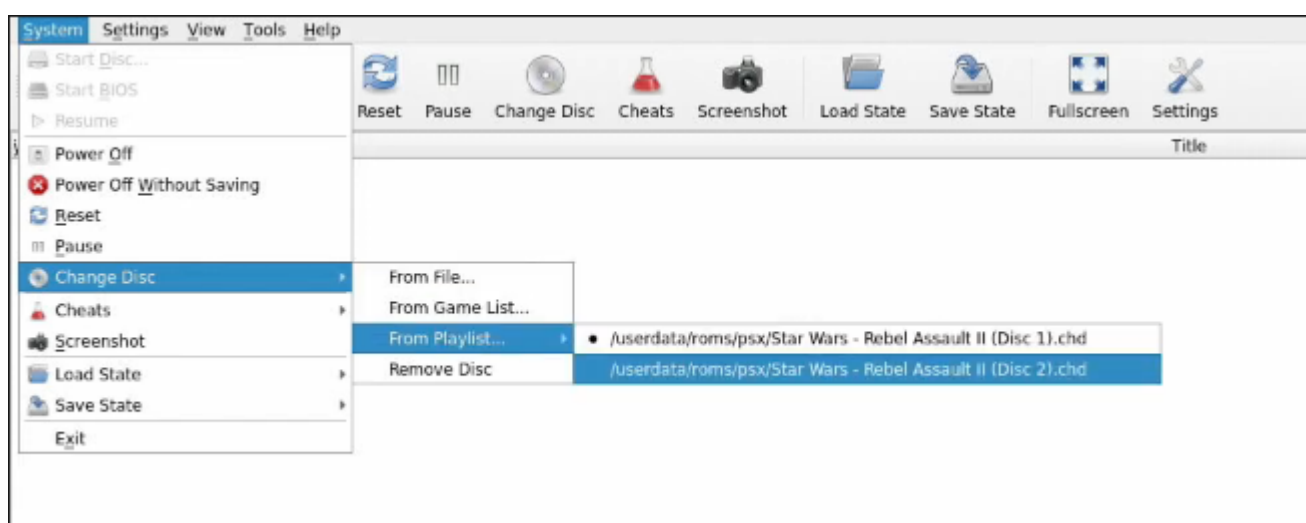 System Settings View Tools Help
Start Disc...
Start BIOS
Resume
Power Off
Power Off Without Saving
Reset
Pause
Change Disc
Cheats
Screenshot
Load State
Save State
Exit
Reset Pause Change Disc Cheats Screenshot Load State Save State Fullscreen Settings
Title
From File...
From Game List...
From Playlist...
Remove Disc
/userdata/roms/psx/Star Wars - Rebel Assault II (Disc 1).chd
/userdata/roms/psx/Star Wars - Rebel Assault II (Disc 2).chd